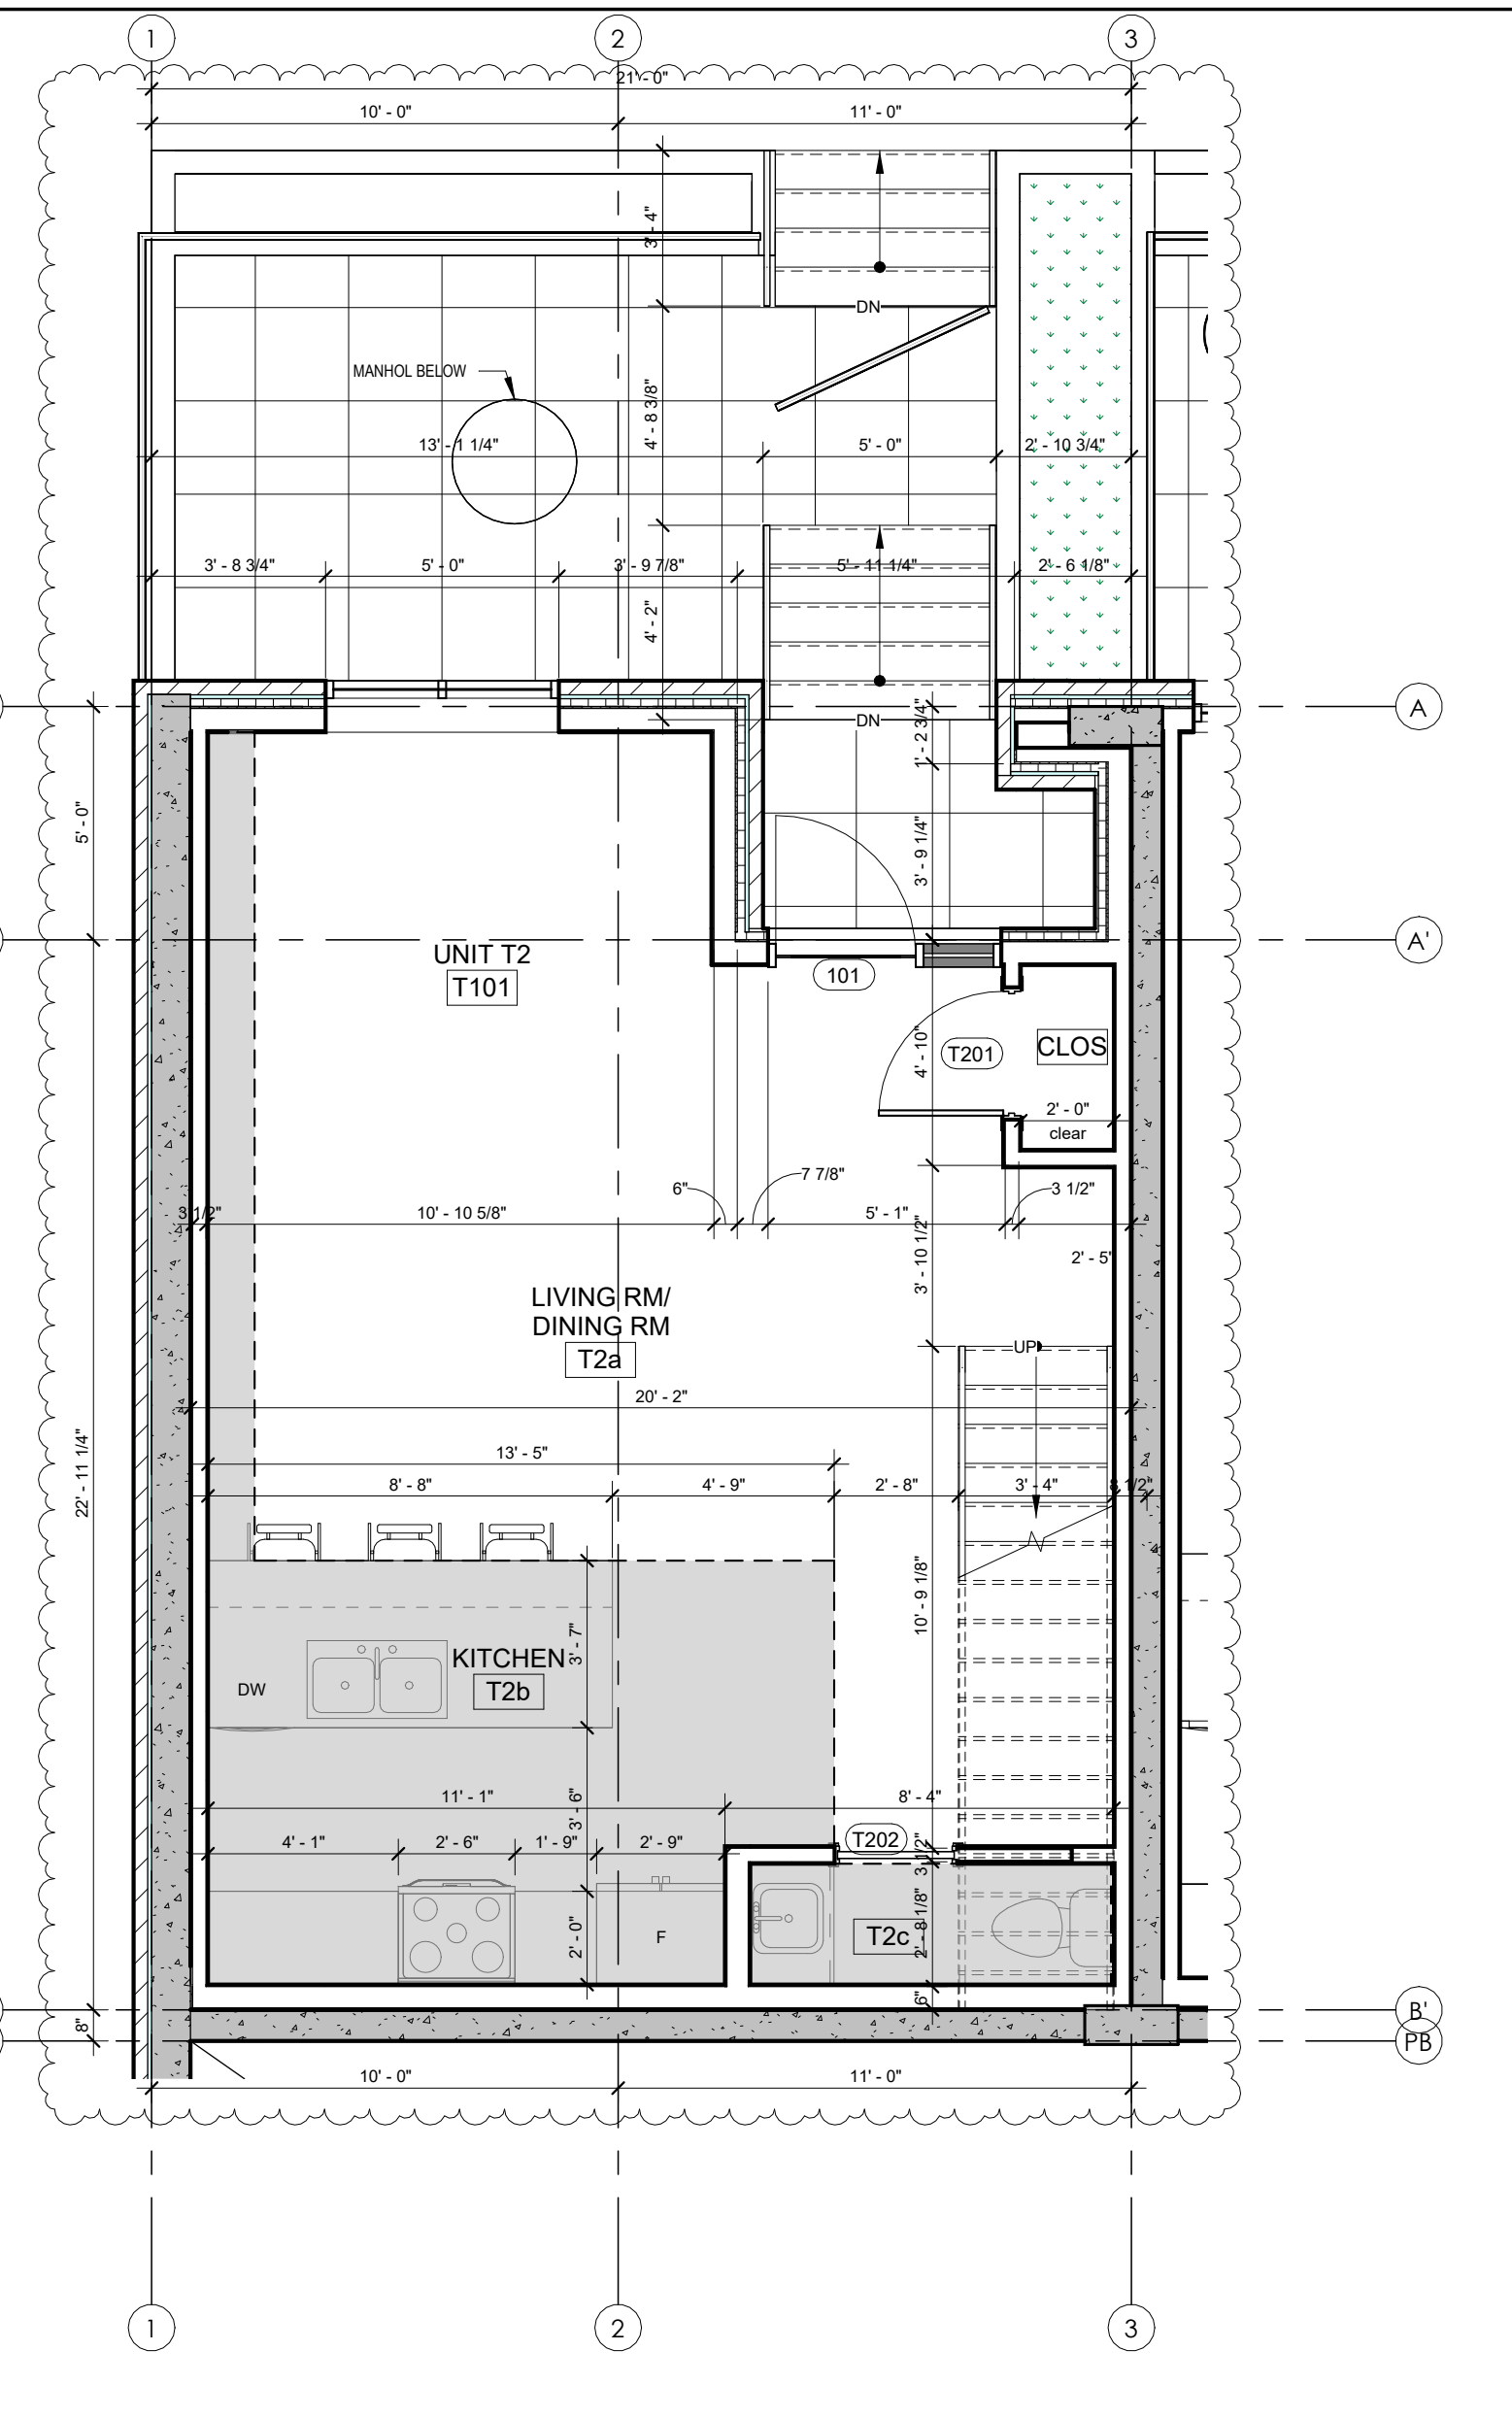 1 2 3
21' - 0"
10' - 0" 11' - 0"
3' - 4"
DN
MANHOL BELOW
4' - 8 3/8"
13' - 1 1/4" 5' - 0" 2' - 10 3/4"
3' - 8 3/4" 5' - 0" 3' - 9 7/8" 5' - 11 1/4" 2' - 6 1/8"
4' - 2"
A
DN
1' - 2 3/4"
5' - 0"
3' - 9 1/4"
A'
UNIT T2
T101
101
4' - 10"
T201
CLOS
2' - 0"
clear
7 7/8"
6"
3 1/2"
3 1/2" 10' - 10 5/8" 5' - 1"
3' - 10 1/2"
2' - 5"
LIVING RM/
DINING RM
T2a
UP
20' - 2"
13' - 5"
8' - 8" 4' - 9" 2' - 8" 3' - 4" 8 1/2"
22' - 11 1/4"
10' - 9 1/8"
3' - 7"
KITCHEN
T2b
DW
11' - 1" 8' - 4"
3' - 6"
4' - 1" 2' - 6" 1' - 9" 2' - 9"
T202
3 1/2"
2' - 8 1/8"
T2c
F
2' - 0"
6"
B'
8"
PB
10' - 0" 11' - 0"
1 2 3